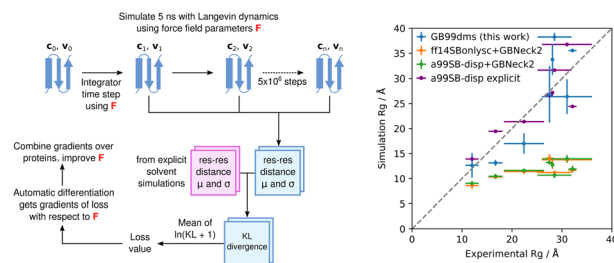 Simulate 5 ns with Langevin dynamics
using force field parameters F
c0, v0
c1, v1
c2, v2
cn, vn
Integrator
time step
using F
5x10⁶ steps
Combine gradients over
proteins, improve F
from explicit
solvent
simulations
res-res
distance
μ and σ
res-res
distance
μ and σ
Automatic differentiation
gets gradients of loss
with respect to F
Mean of
ln(KL + 1)
Loss
value
KL
divergence
GB99dms (this work)
ff14SBonlysc+GBNeck2
a99SB-disp+GBNeck2
a99SB-disp explicit
Simulation Rg / Å
40
35
30
25
20
15
10
5
0
0
10
20
30
40
Experimental Rg / Å